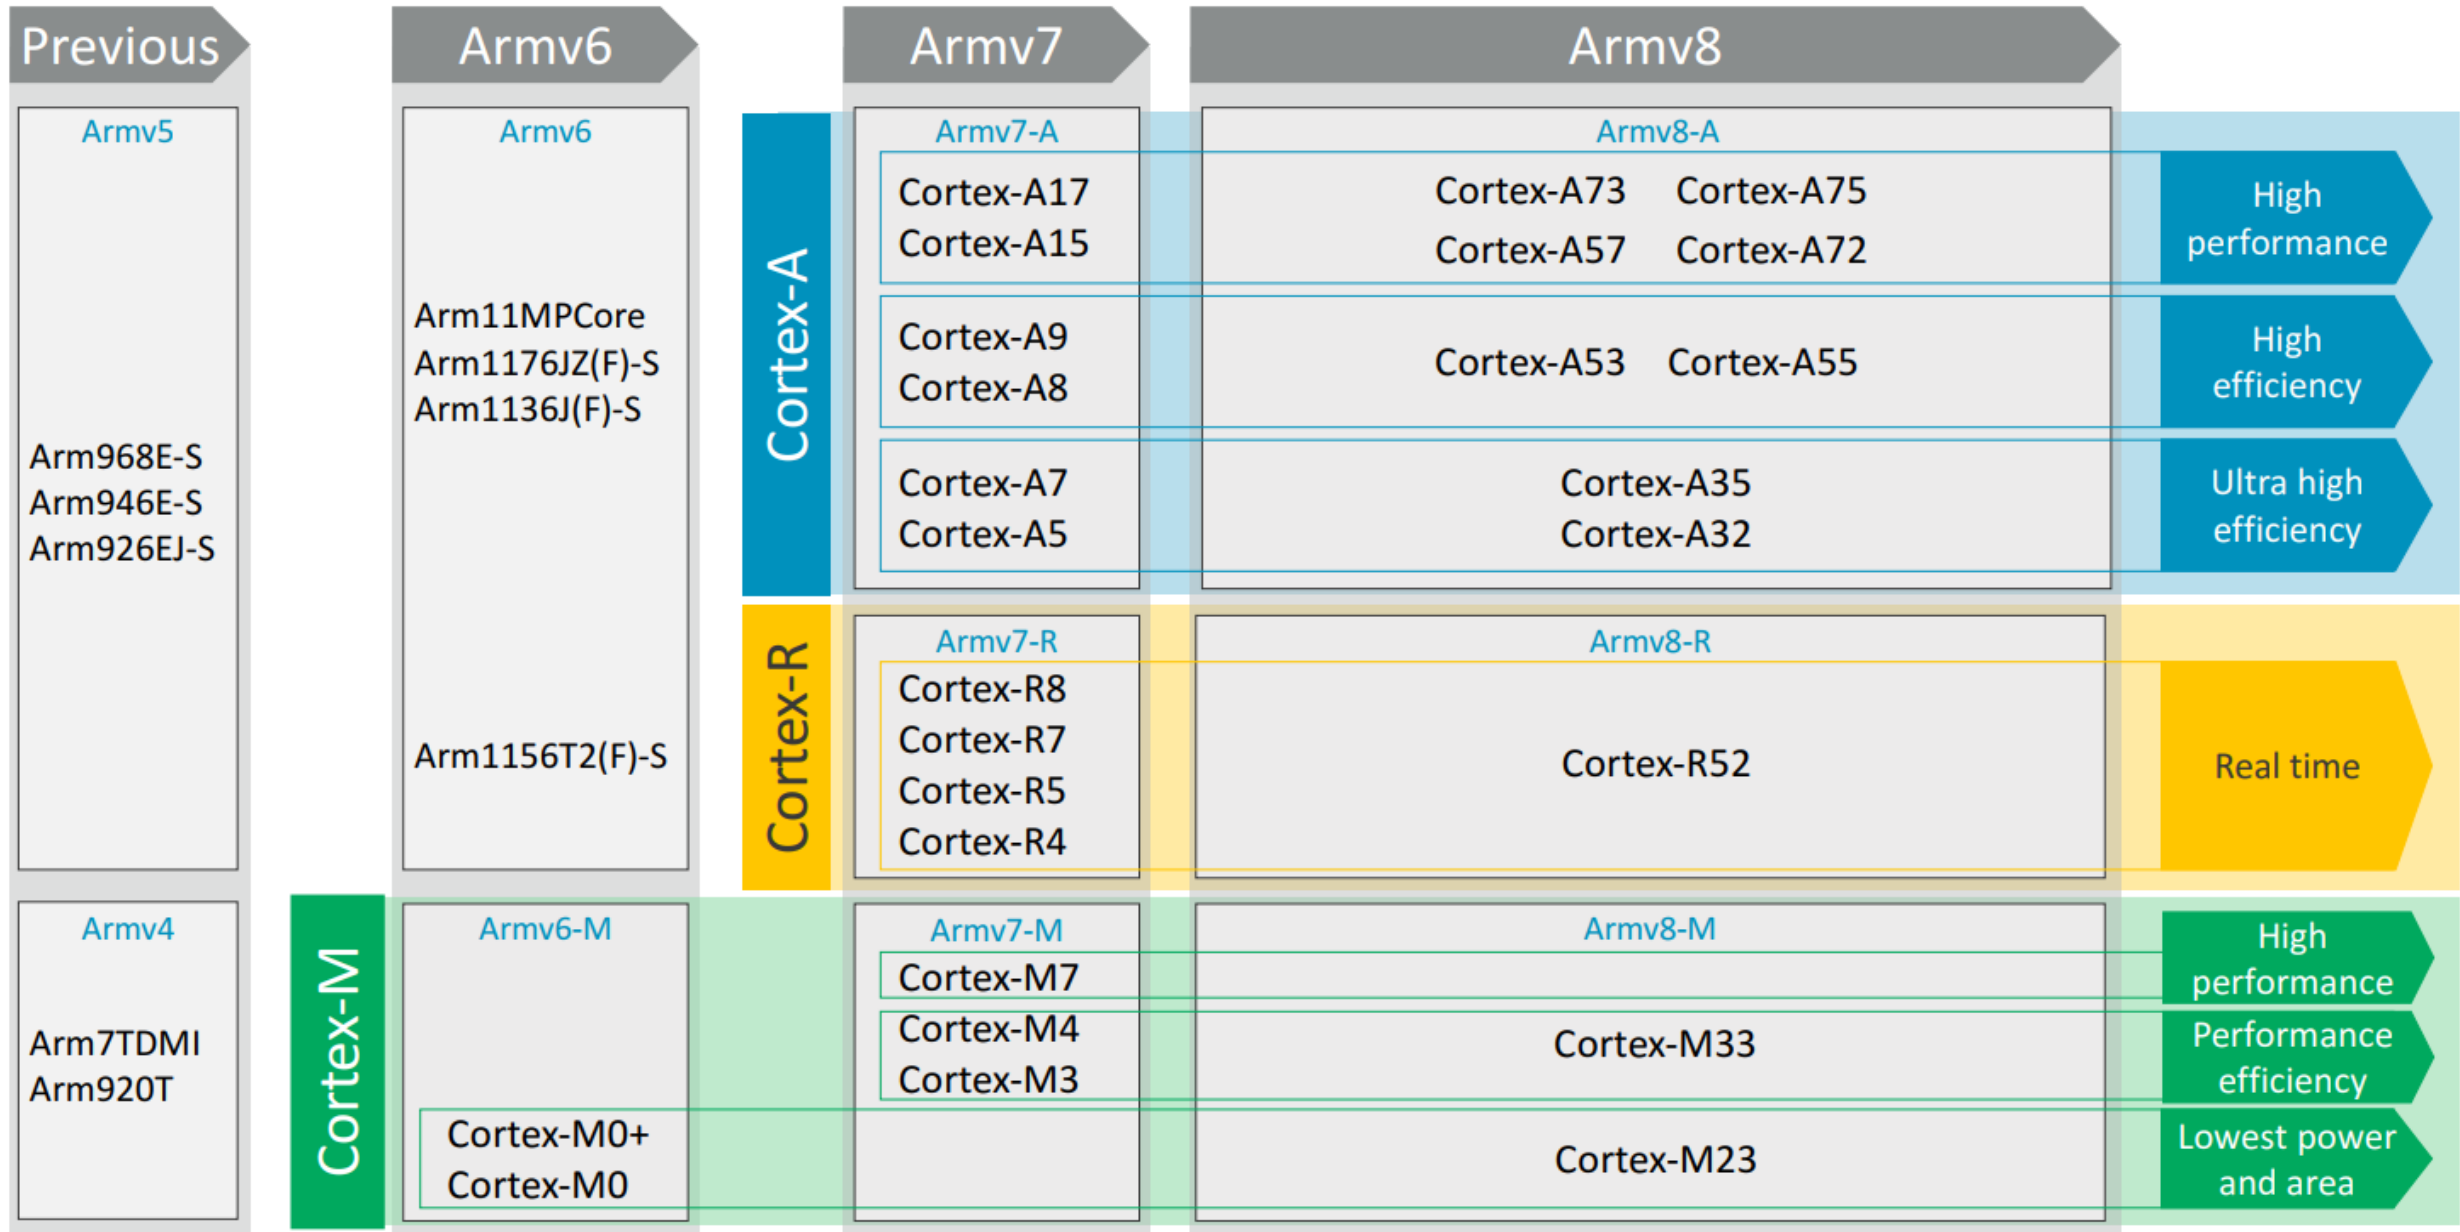 Previous
Armv6
Armv7
Armv8
Armv5
Arm968E-S
Arm946E-S
Arm926EJ-S
Armv6
Arm11MPCore
Arm1176JZ(F)-S
Arm1136J(F)-S
Arm1156T2(F)-S
Cortex-A
Armv7-A
Armv8-A
Cortex-A17
Cortex-A15
Cortex-A73 Cortex-A75
Cortex-A57 Cortex-A72
High
performance
Cortex-A9
Cortex-A8
Cortex-A53 Cortex-A55
High
efficiency
Cortex-A7
Cortex-A5
Cortex-A35
Cortex-A32
Ultra high
efficiency
Cortex-R
Armv7-R
Armv8-R
Cortex-R8
Cortex-R7
Cortex-R5
Cortex-R4
Cortex-R52
Real time
Armv4
Arm7TDMI
Arm920T
Cortex-M
Armv6-M
Armv7-M
Armv8-M
Cortex-M7
High
performance
Cortex-M4
Cortex-M3
Cortex-M33
Performance
efficiency
Cortex-M0+
Cortex-M0
Cortex-M23
Lowest power
and area